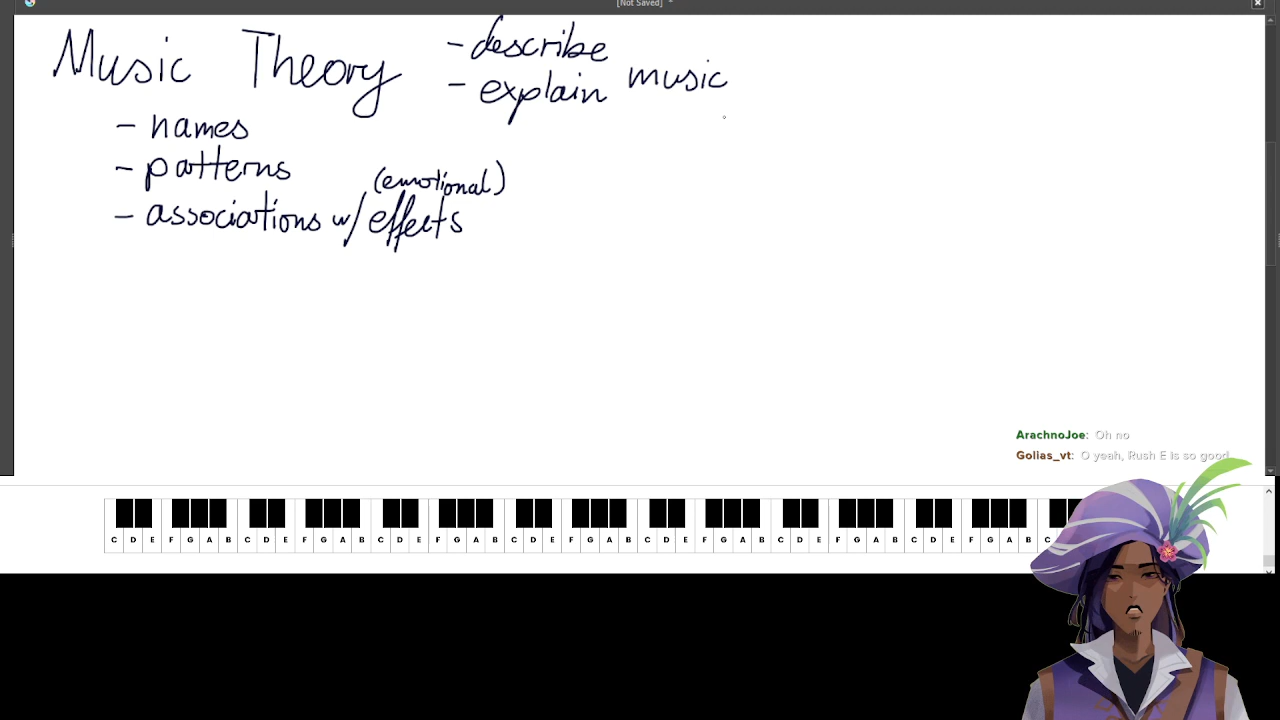 [Not Saved] *
Music Theory
- describe
- explain music
- names
- patterns
- associations w/ effects
(emotional)
ArachnoJoe: Oh no
Golias_vt: O yeah, Rush E is so good
C D E F G A B C D E F G A B C D E F G A B C D E F G A B C D E F G A B C D E F G A B C D E F G A B C